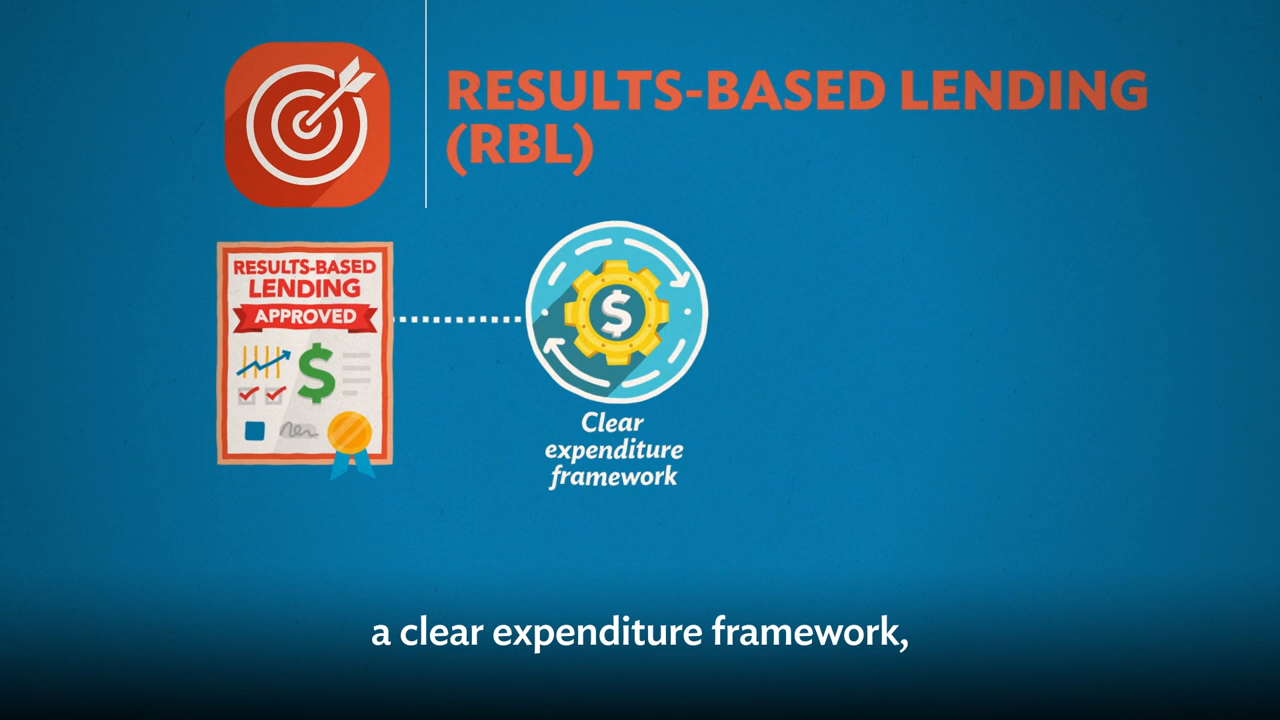 RESULTS-BASED LENDING
(RBL)
RESULTS-BASED
LENDING
APPROVED
$
$
Clear
expenditure
framework
a clear expenditure framework,